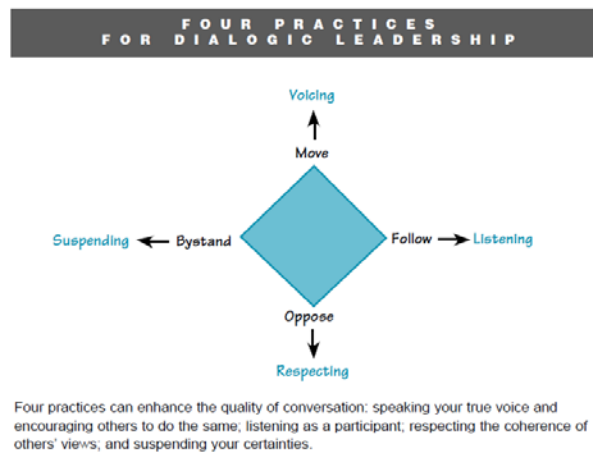 FOUR PRACTICES
FOR DIALOGIC LEADERSHIP
Voicing
Move
Suspending Bystand Follow Listening
Oppose
Respecting
Four practices can enhance the quality of conversation: speaking your true voice and
encouraging others to do the same; listening as a participant; respecting the coherence of
others' views; and suspending your certainties.